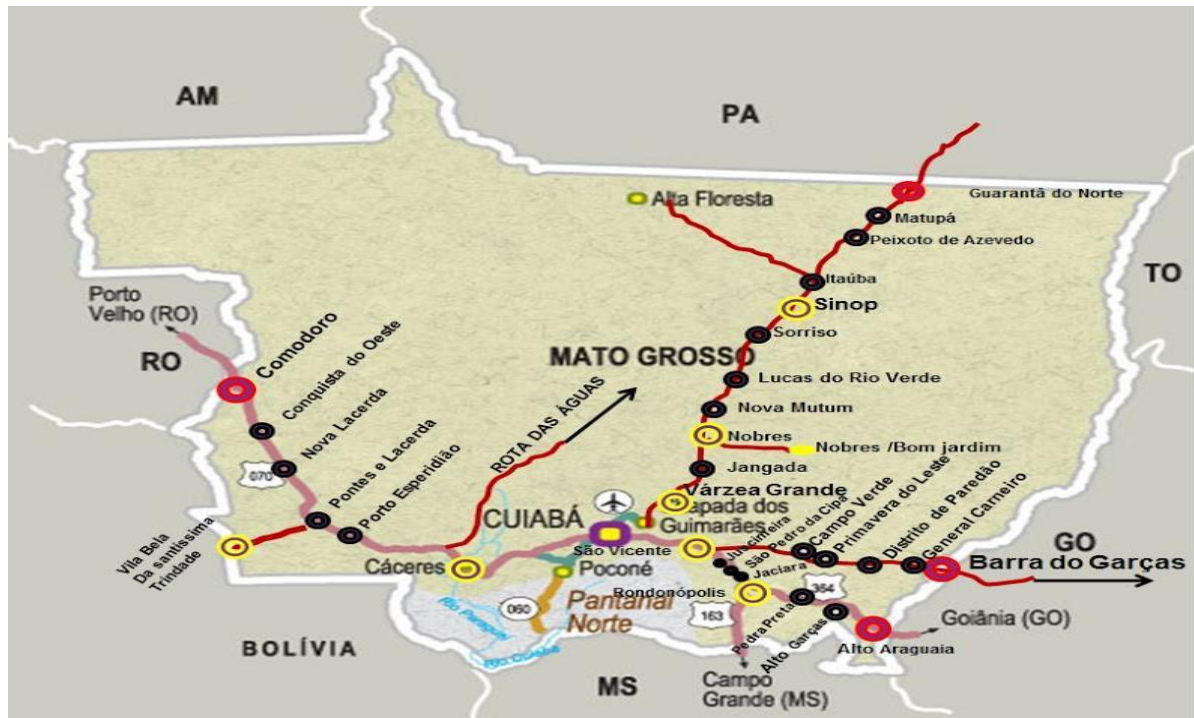 AM
PA
Guarantã do Norte
Alta Floresta
Matupá
Peixoto de Azevedo
TO
Itaúba
Porto
Velho (RO)
Sinop
Sorriso
RO
Comodoro
Conquista do Oeste
MATO GROSSO
Lucas do Rio Verde
Nova Lacerda
ROTA DAS ÁGUAS
Nova Mutum
Pontes e Lacerda
Nobres
Nobres /Bom jardim
070
Porto Esperidião
Jangada
Várzea Grande
apada dos
Guimarães
CUIABÁ
Vila Bela
Da santissima
Trindade
Cáceres
São Vicente
Poconé
Juscimeira
São Pedro da Cipa
Jaciara
Campo Verde
Primavera do Leste
Distrito de Paredão
General Carneiro
GO
Barra do Garças
Rondonópolis
364
060
Pantanal
Norte
163
Pedra Preta
Alto Garças
Goiânia (GO)
Rio Paraguai
Rio Cuiabá
BOLÍVIA
Alto Araguaia
MS
Campo
Grande (MS)